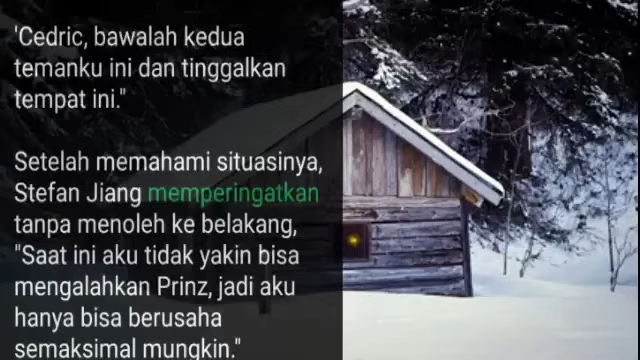 'Cedric, bawalah kedua
temanku ini dan tinggalkan
tempat ini."
Setelah memahami situasinya,
Stefan Jiang memperingatkan
tanpa menoleh ke belakang,
"Saat ini aku tidak yakin bisa
mengalahkan Prinz, jadi aku
hanya bisa berusaha
semaksimal mungkin."